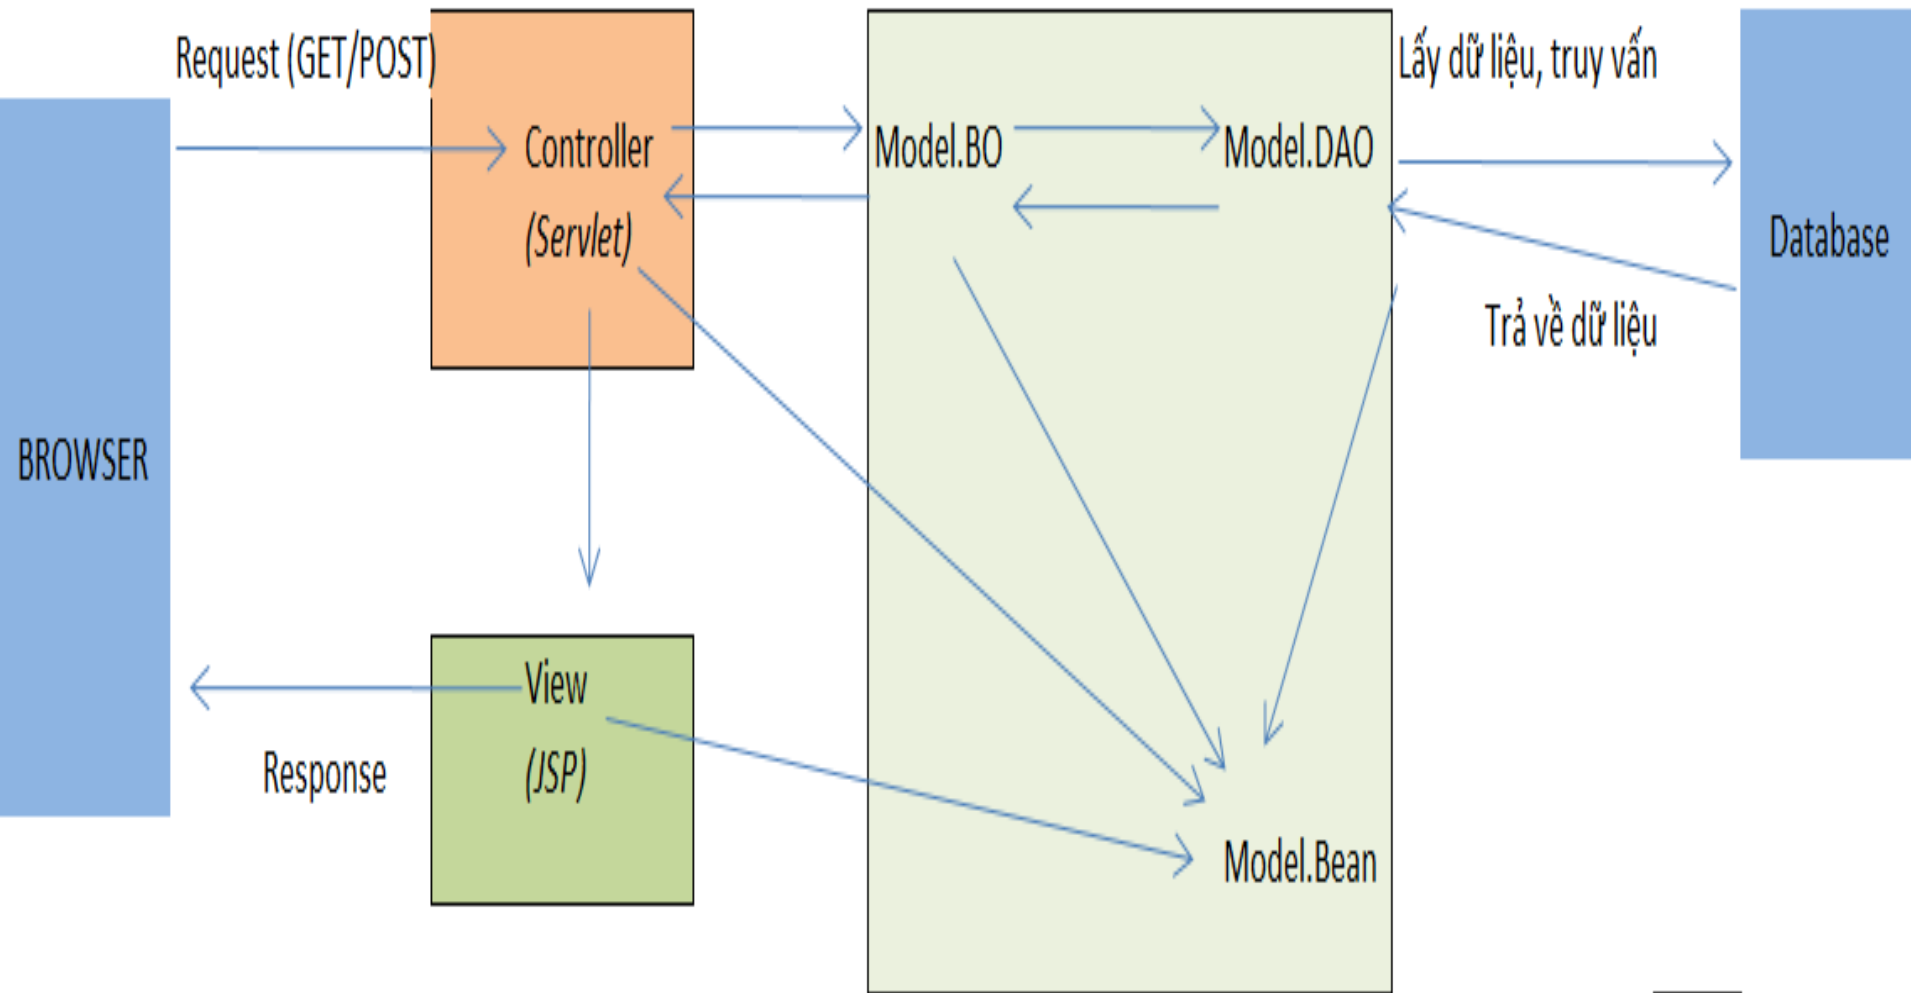 Request (GET/POST)
Lấy dữ liệu, truy vấn
Controller
(Servlet)
Model.BO
Model.DAO
Database
Trả về dữ liệu
BROWSER
View
(JSP)
Response
Model.Bean